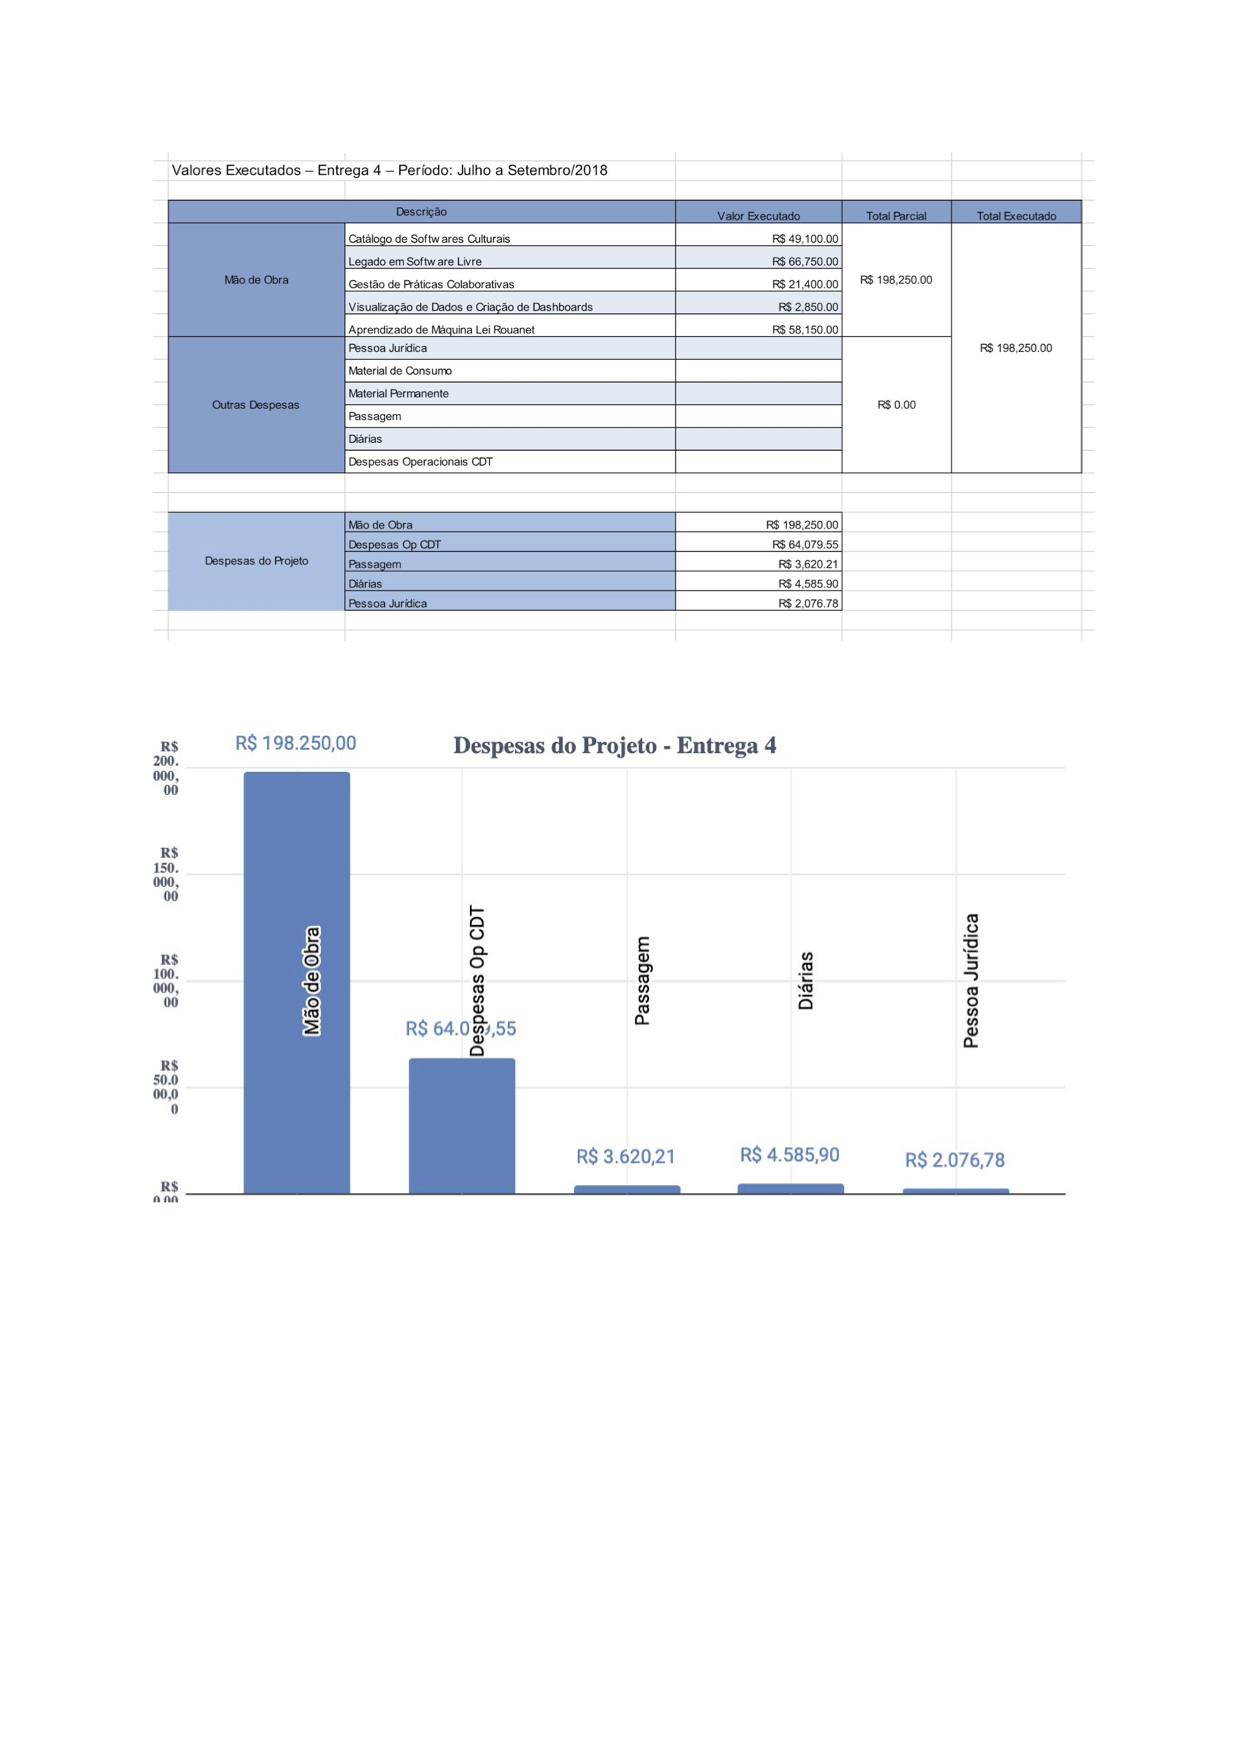 Valores Executados – Entrega 4 – Período: Julho a Setembro/2018
Descrição Valor Executado Total Parcial Total Executado
Mão de Obra
Catálogo de Softwares Culturais R$ 49,100.00
Legado em Software Livre R$ 66,750.00
Gestão de Práticas Colaborativas R$ 21,400.00
Visualização de Dados e Criação de Dashboards R$ 2,850.00
Aprendizado de Máquina Lei Rouanet R$ 58,150.00
R$ 198,250.00
Outras Despesas
Pessoa Jurídica
Material de Consumo
Material Permanente
Passagem
Diárias
Despesas Operacionais CDT
R$ 0.00
R$ 198,250.00
Despesas do Projeto
Mão de Obra R$ 198,250.00
Despesas Op CDT R$ 64,079.55
Passagem R$ 3,620.21
Diárias R$ 4,585.90
Pessoa Jurídica R$ 2,076.78
Despesas do Projeto - Entrega 4
R$
200.
000,
00
R$
150.
000,
00
R$
100.
000,
00
R$
50.0
00,0
0
R$
0,00
R$ 198.250,00
Mão de Obra
R$ 64.079,55
Despesas Op CDT
R$ 3.620,21
Passagem
R$ 4.585,90
Diárias
R$ 2.076,78
Pessoa Jurídica